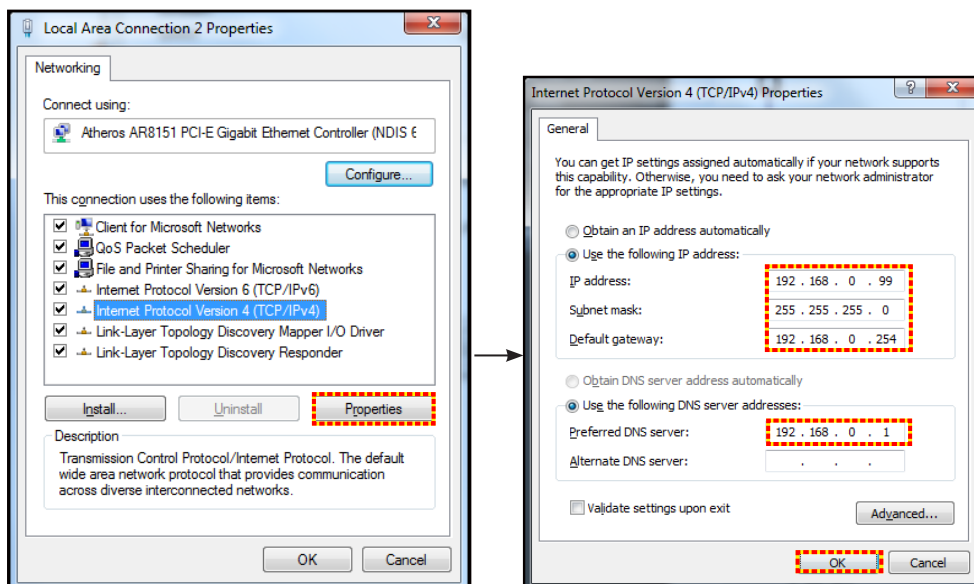 Local Area Connection 2 Properties
Networking
Connect using:
Atheros AR8151 PCI-E Gigabit Ethernet Controller (NDIS 6
Configure...
This connection uses the following items:
Client for Microsoft Networks
QoS Packet Scheduler
File and Printer Sharing for Microsoft Networks
Internet Protocol Version 6 (TCP/IPv6)
Internet Protocol Version 4 (TCP/IPv4)
Link-Layer Topology Discovery Mapper I/O Driver
Link-Layer Topology Discovery Responder
Install...
Uninstall
Properties
Description
Transmission Control Protocol/Internet Protocol. The default
wide area network protocol that provides communication
across diverse interconnected networks.
OK
Cancel
Internet Protocol Version 4 (TCP/IPv4) Properties
General
You can get IP settings assigned automatically if your network supports
this capability. Otherwise, you need to ask your network administrator
for the appropriate IP settings.
Obtain an IP address automatically
Use the following IP address:
IP address: 192 . 168 . 0 . 99
Subnet mask: 255 . 255 . 255 . 0
Default gateway: 192 . 168 . 0 . 254
Obtain DNS server address automatically
Use the following DNS server addresses:
Preferred DNS server: 192 . 168 . 0 . 1
Alternate DNS server: . . .
Validate settings upon exit
Advanced...
OK
Cancel